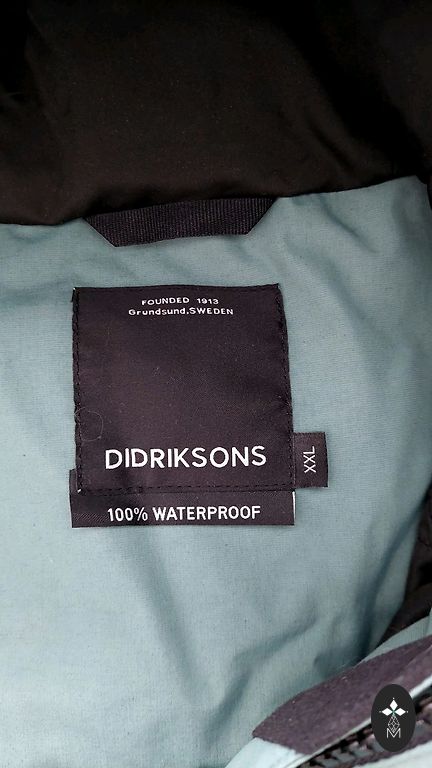 FOUNDED 1913
Grundsund,SWEDEN
DIDRIKSONS
XXL
100% WATERPROOF
M